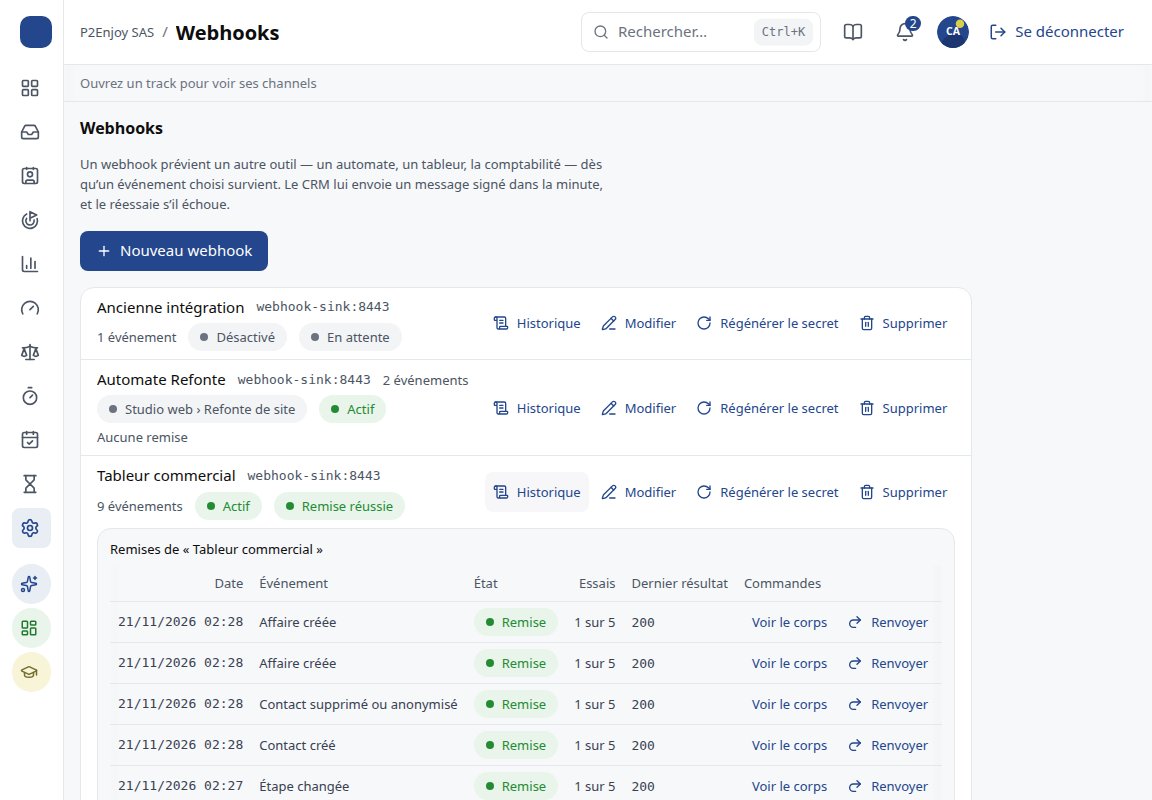 P2Enjoy SAS / Webhooks
Rechercher... Ctrl+K
2
CA
Se déconnecter
Ouvrez un track pour voir ses channels
Webhooks
Un webhook prévient un autre outil — un automate, un tableur, la comptabilité — dès
qu’un événement choisi survient. Le CRM lui envoie un message signé dans la minute,
et le réessaie s’il échoue.
+ Nouveau webhook
Ancienne intégration webhook-sink:8443
1 événement Désactivé En attente
Historique Modifier Régénérer le secret Supprimer
Automate Refonte webhook-sink:8443 2 événements
Studio web › Refonte de site Actif
Aucune remise
Historique Modifier Régénérer le secret Supprimer
Tableur commercial webhook-sink:8443
9 événements Actif Remise réussie
Historique Modifier Régénérer le secret Supprimer
Remises de « Tableur commercial »
Date Événement État Essais Dernier résultat Commandes
21/11/2026 02:28 Affaire créée Remise 1 sur 5 200 Voir le corps Renvoyer
21/11/2026 02:28 Affaire créée Remise 1 sur 5 200 Voir le corps Renvoyer
21/11/2026 02:28 Contact supprimé ou anonymisé Remise 1 sur 5 200 Voir le corps Renvoyer
21/11/2026 02:28 Contact créé Remise 1 sur 5 200 Voir le corps Renvoyer
21/11/2026 02:27 Étape changée Remise 1 sur 5 200 Voir le corps Renvoyer